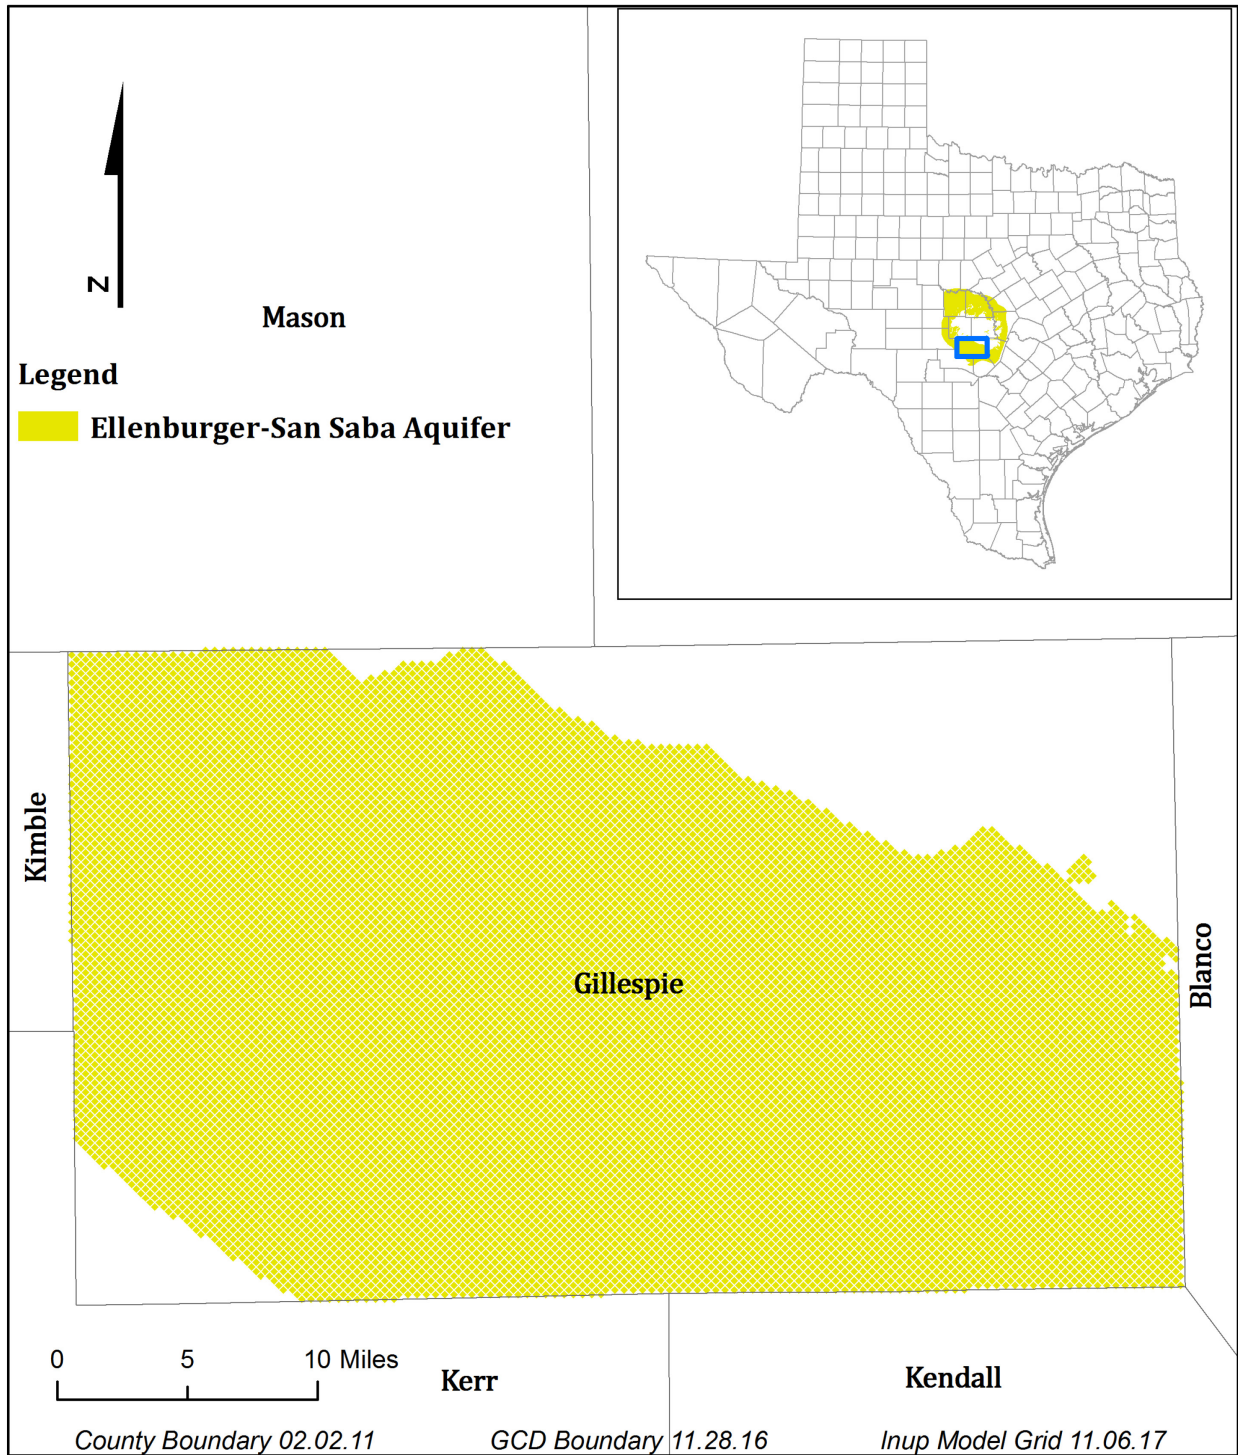 N
Mason
Legend
Ellenburger-San Saba Aquifer
Kimble
Gillespie
Blanco
0 5 10 Miles
Kerr
Kendall
County Boundary 02.02.11 GCD Boundary 11.28.16 Inup Model Grid 11.06.17